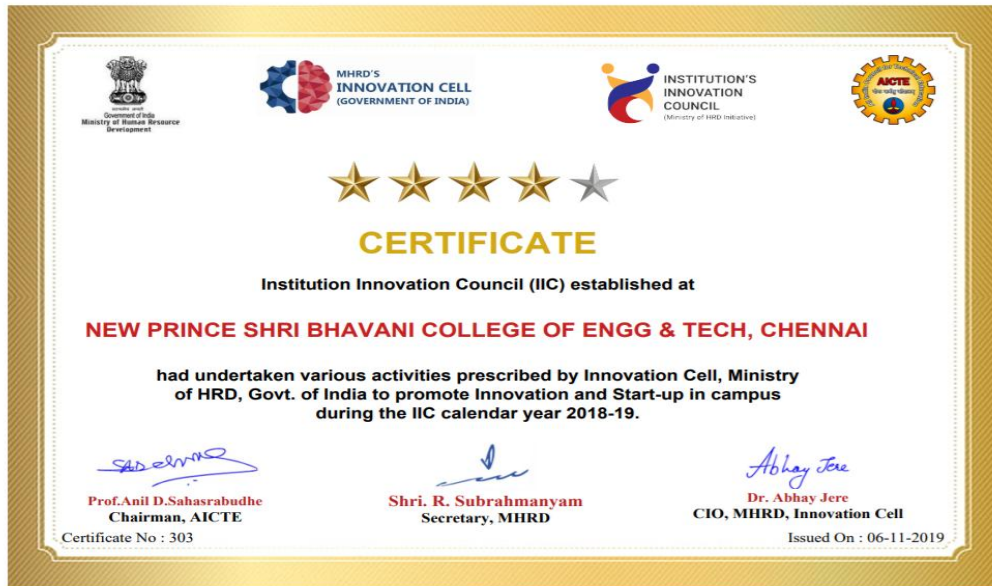 Government of India
Ministry of Human Resource
Development
MHRD'S
INNOVATION CELL
(GOVERNMENT OF INDIA)
INSTITUTION'S
INNOVATION
COUNCIL
(Ministry of HRD Initiative)
AICTE
CERTIFICATE
Institution Innovation Council (IIC) established at
NEW PRINCE SHRI BHAVANI COLLEGE OF ENGG & TECH, CHENNAI
had undertaken various activities prescribed by Innovation Cell, Ministry
of HRD, Govt. of India to promote Innovation and Start-up in campus
during the IIC calendar year 2018-19.
Abhay Jere
Prof.Anil D.Sahasrabudhe
Chairman, AICTE
Shri. R. Subrahmanyam
Secretary, MHRD
Dr. Abhay Jere
CIO, MHRD, Innovation Cell
Certificate No : 303
Issued On : 06-11-2019